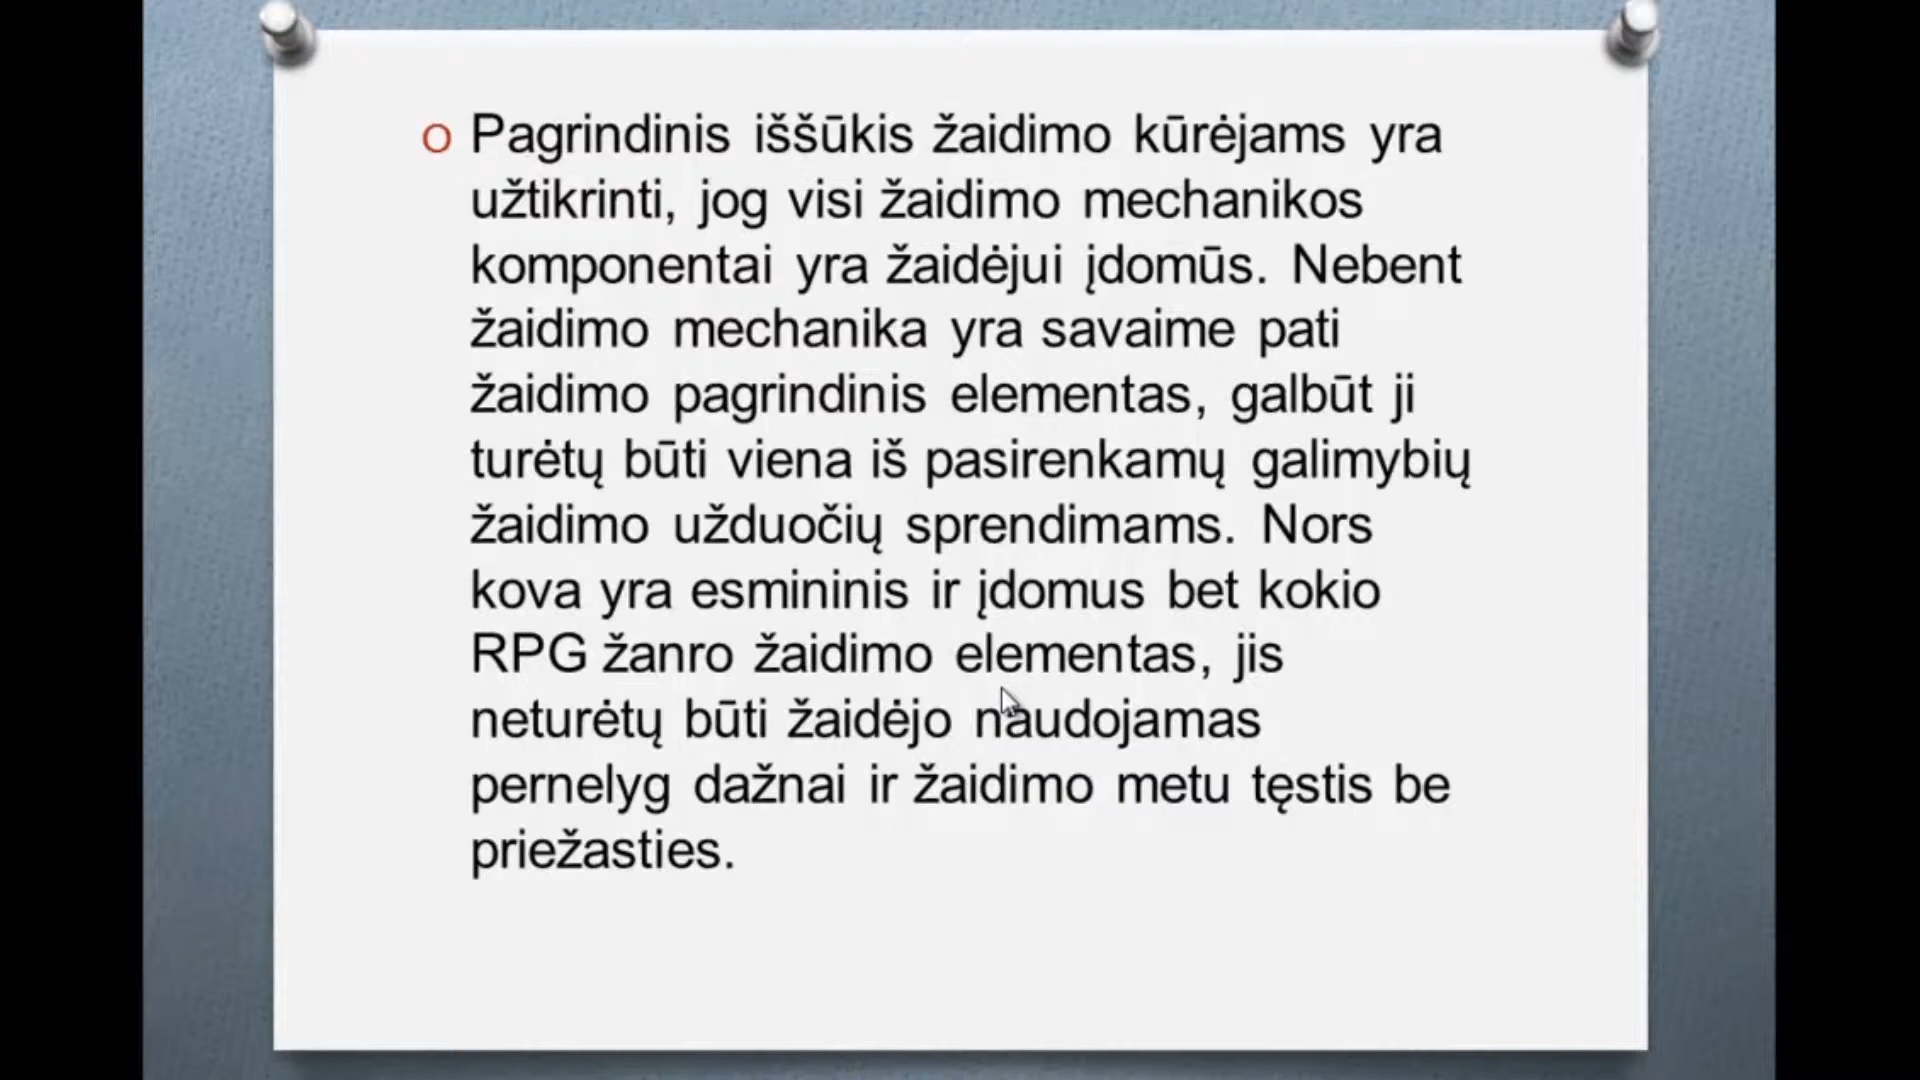 o Pagrindinis iššūkis žaidimo kūrėjams yra
užtikrinti, jog visi žaidimo mechanikos
komponentai yra žaidėjui įdomūs. Nebent
žaidimo mechanika yra savaime pati
žaidimo pagrindinis elementas, galbūt ji
turėtų būti viena iš pasirenkamų galimybių
žaidimo užduočių sprendimams. Nors
kova yra esmininis ir įdomus bet kokio
RPG žanro žaidimo elementas, jis
neturėtų būti žaidėjo naudojamas
pernelyg dažnai ir žaidimo metu tęstis be
priežasties.